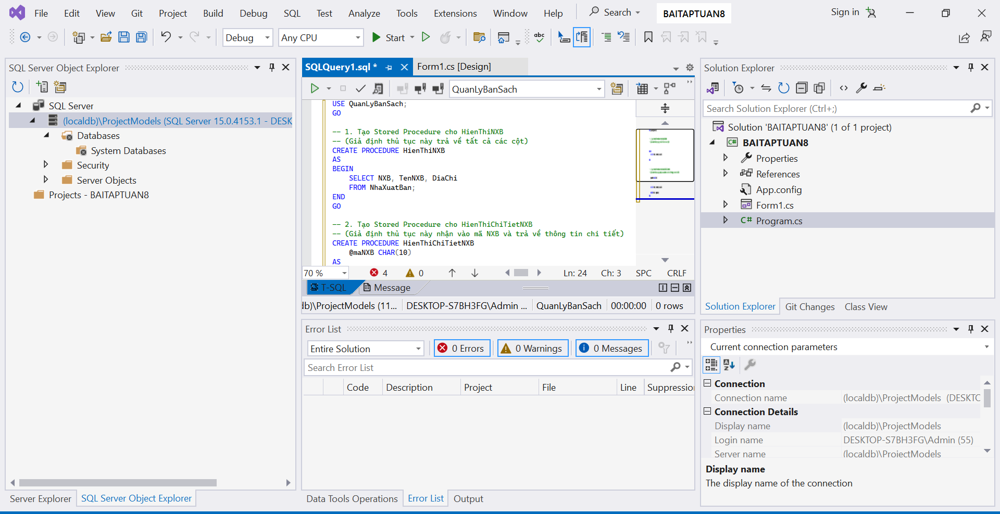 File Edit View Git Project Build Debug SQL Test Analyze Tools Extensions Window Help Search BAITAPTUAN8 Sign in
Debug Any CPU Start abc
SQL Server Object Explorer
SQL Server
(localdb)\ProjectModels (SQL Server 15.0.4153.1 - DESK
Databases
System Databases
Security
Server Objects
Projects - BAITAPTUAN8
Server Explorer SQL Server Object Explorer
SQLQuery1.sql * Form1.cs [Design]
QuanLyBanSach
USE QuanLyBanSach;
GO
-- 1. Tạo Stored Procedure cho HienThiNXB
-- (Giả định thủ tục này trả về tất cả các cột)
CREATE PROCEDURE HienThiNXB
AS
BEGIN
SELECT NXB, TenNXB, DiaChi
FROM NhaXuatBan;
END
GO
-- 2. Tạo Stored Procedure cho HienThiChiTietNXB
-- (Giả định thủ tục này nhận vào mã NXB và trả về thông tin chi tiết)
CREATE PROCEDURE HienThiChiTietNXB
@maNXB CHAR(10)
AS
70 % 4 0 Ln: 24 Ch: 3 SPC CRLF
T-SQL Message
lb)\ProjectModels (11... DESKTOP-S7BH3FG\Admin ... QuanLyBanSach 00:00:00 0 rows
Error List
Entire Solution 0 Errors 0 Warnings 0 Messages
Search Error List
Code Description Project File Line Suppression
Data Tools Operations Error List Output
Solution Explorer
Search Solution Explorer (Ctrl+;)
Solution 'BAITAPTUAN8' (1 of 1 project)
C# BAITAPTUAN8
Properties
References
App.config
Form1.cs
C# Program.cs
Solution Explorer Git Changes Class View
Properties
Current connection parameters
Connection
Connection name (localdb)\ProjectModels (DESKTC
Connection Details
Display name (localdb)\ProjectModels
Login name DESKTOP-S7BH3FG\Admin (55)
Server name (localdb)\ProjectModels
Display name
The display name of the connection